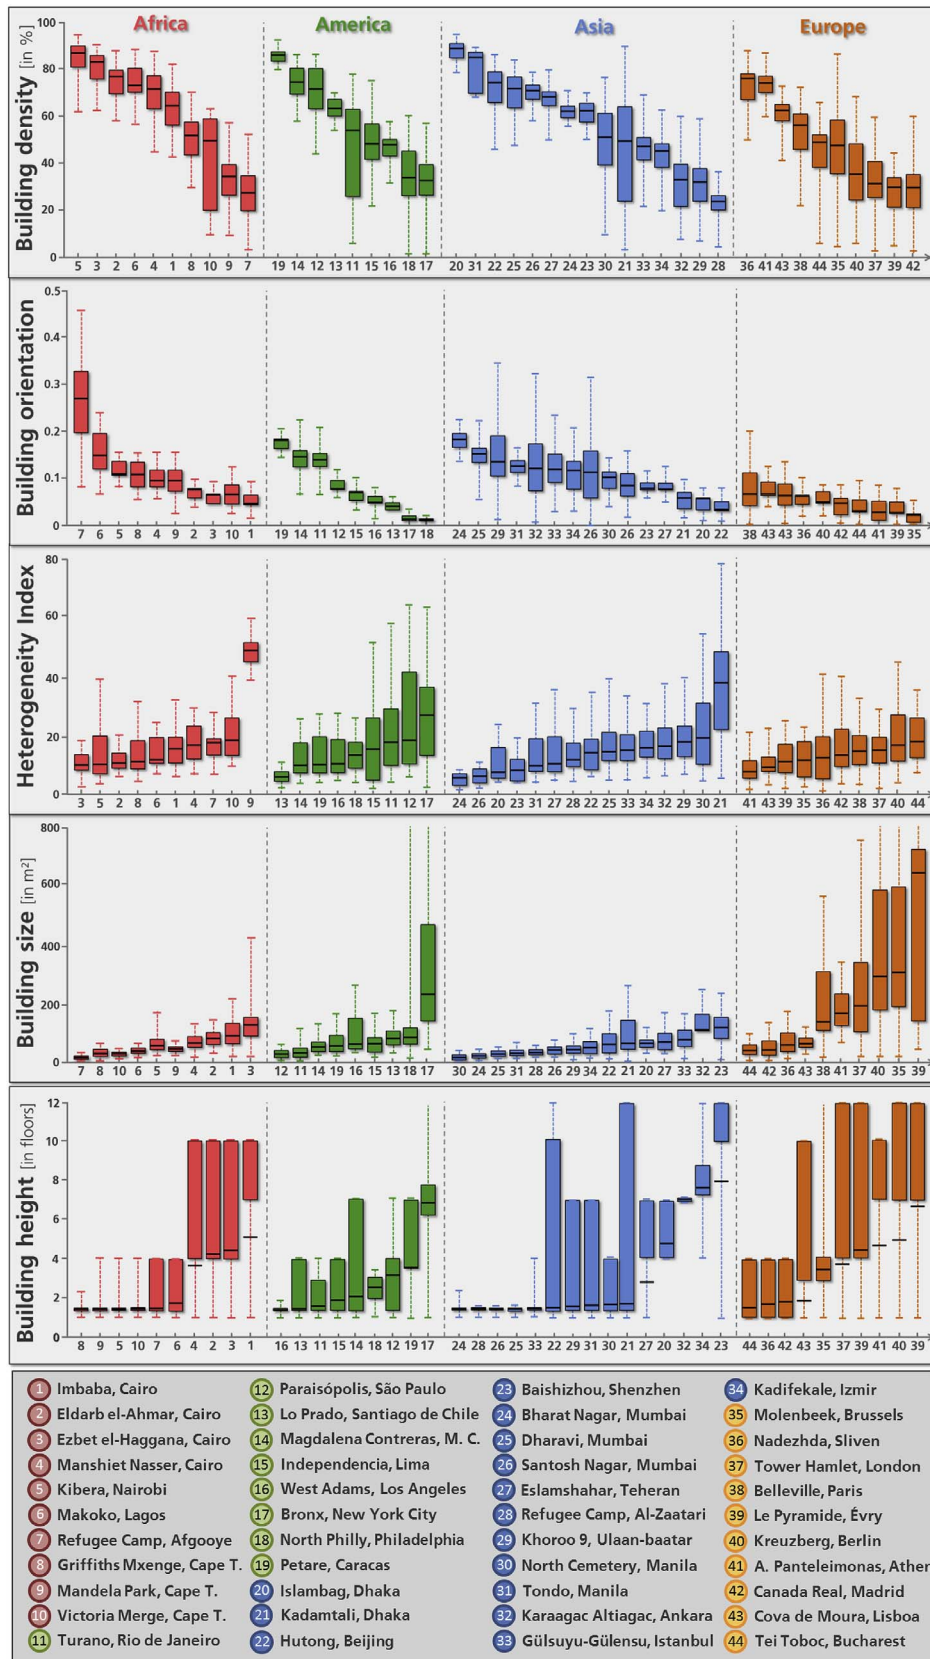 Africa America Asia Europe
Building density [in %]
100
80
60
40
20
0
5 3 2 6 4 1 8 10 9 7 19 14 12 13 11 15 16 18 17 20 31 22 25 26 27 24 23 30 21 33 34 32 29 28 36 41 43 38 44 35 40 37 39 42
Building orientation
0.5
0.4
0.3
0.2
0.1
0
7 6 5 8 4 9 2 3 10 1 19 14 11 12 15 16 13 17 18 24 25 29 31 32 33 34 26 30 26 23 27 21 20 22 38 43 43 36 40 42 44 41 39 35
Heterogeneity Index
80
60
40
20
0
3 5 2 8 6 1 4 7 10 9 13 14 19 16 18 15 11 12 17 24 26 20 23 31 27 28 22 25 33 34 32 29 30 21 41 43 39 35 36 42 38 37 40 44
Building size [in m²]
800
600
400
200
0
7 8 10 6 5 9 4 2 1 3 12 11 14 19 16 15 13 18 17 30 24 25 31 28 26 29 34 22 21 20 27 33 32 23 44 42 36 43 38 41 37 40 35 39
Building height [in floors]
12
10
8
6
4
2
0
8 9 5 10 7 6 4 2 3 1 16 13 11 15 14 18 12 19 17 24 28 26 25 33 22 29 31 30 21 27 20 32 34 23 44 36 42 43 35 37 39 41 40 39
1 Imbaba, Cairo
2 Eldarb el-Ahmar, Cairo
3 Ezbet el-Haggana, Cairo
4 Manshiet Nasser, Cairo
5 Kibera, Nairobi
6 Makoko, Lagos
7 Refugee Camp, Afgooye
8 Griffiths Mxenge, Cape T.
9 Mandela Park, Cape T.
10 Victoria Merge, Cape T.
11 Turano, Rio de Janeiro
12 Paraisópolis, São Paulo
13 Lo Prado, Santiago de Chile
14 Magdalena Contreras, M. C.
15 Independencia, Lima
16 West Adams, Los Angeles
17 Bronx, New York City
18 North Philly, Philadelphia
19 Petare, Caracas
20 Islambag, Dhaka
21 Kadamtali, Dhaka
22 Hutong, Beijing
23 Baishizhou, Shenzhen
24 Bharat Nagar, Mumbai
25 Dharavi, Mumbai
26 Santosh Nagar, Mumbai
27 Eslamshahar, Teheran
28 Refugee Camp, Al-Zaatari
29 Khoroo 9, Ulaan-baatar
30 North Cemetery, Manila
31 Tondo, Manila
32 Karaagac Altiagac, Ankara
33 Gülsuyu-Gülensu, Istanbul
34 Kadifekale, Izmir
35 Molenbeek, Brussels
36 Nadezhda, Sliven
37 Tower Hamlet, London
38 Belleville, Paris
39 Le Pyramide, Évry
40 Kreuzberg, Berlin
41 A. Panteleimonas, Ather
42 Canada Real, Madrid
43 Cova de Moura, Lisboa
44 Tei Toboc, Bucharest